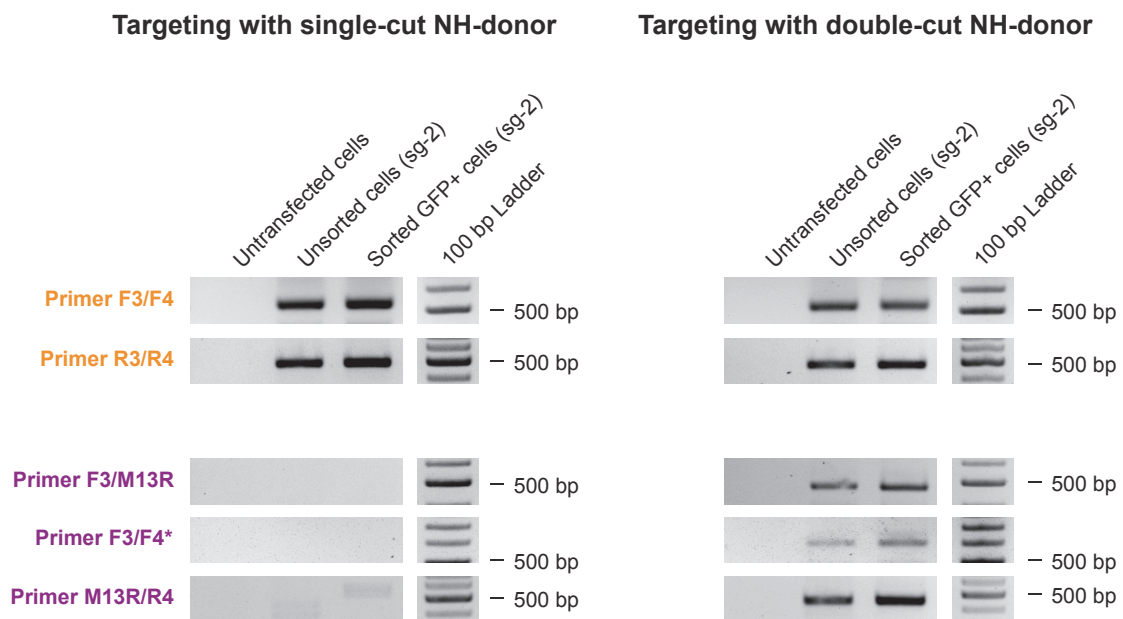 Targeting with single-cut NH-donor
Targeting with double-cut NH-donor
Untransfected cells
Unsorted cells (sg-2)
Sorted GFP+ cells (sg-2)
100 bp Ladder
Untransfected cells
Unsorted cells (sg-2)
Sorted GFP+ cells (sg-2)
100 bp Ladder
Primer F3/F4
– 500 bp
– 500 bp
Primer R3/R4
– 500 bp
– 500 bp
Primer F3/M13R
– 500 bp
– 500 bp
Primer F3/F4*
– 500 bp
– 500 bp
Primer M13R/R4
– 500 bp
– 500 bp